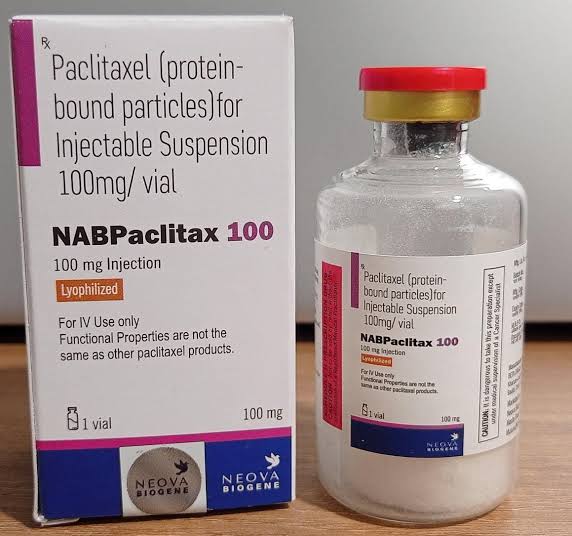 Rx
Paclitaxel (protein-
bound particles)for
Injectable Suspension
100mg/ vial
NABPaclitax 100
100 mg Injection
Lyophilized
For IV Use only
Functional Properties are not the
same as other paclitaxel products.
1 vial
100 mg
NEOVA
BIOGENE
NEOVA
BIOGENE
Rx
Paclitaxel (protein-
bound particles)for
Injectable Suspension
100mg/ vial
NABPaclitax 100
100 mg Injection
Lyophilized
For IV Use only
Functional Properties are not the
same as other paclitaxel products.
1 vial
100 mg
NEOVA
BIOGENE
CAUTION: It is dangerous to take this preparation except
under medical supervision of a Cancer Specialist